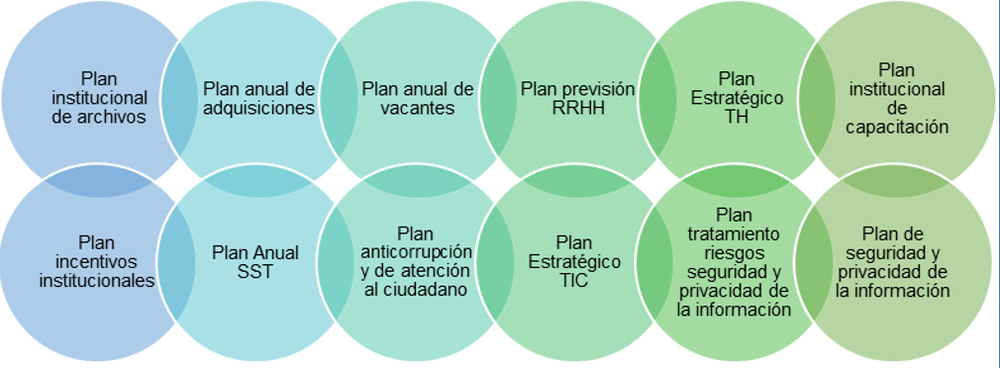 Plan
institucional
de archivos
Plan anual de
adquisiciones
Plan anual de
vacantes
Plan previsión
RRHH
Plan
Estratégico
TH
Plan
institucional
de
capacitación
Plan
incentivos
institucionales
Plan Anual
SST
Plan
anticorrupción
y de atención
al ciudadano
Plan
Estratégico
TIC
Plan
tratamiento
riesgos
seguridad y
privacidad de
la información
Plan de
seguridad y
privacidad de
la información